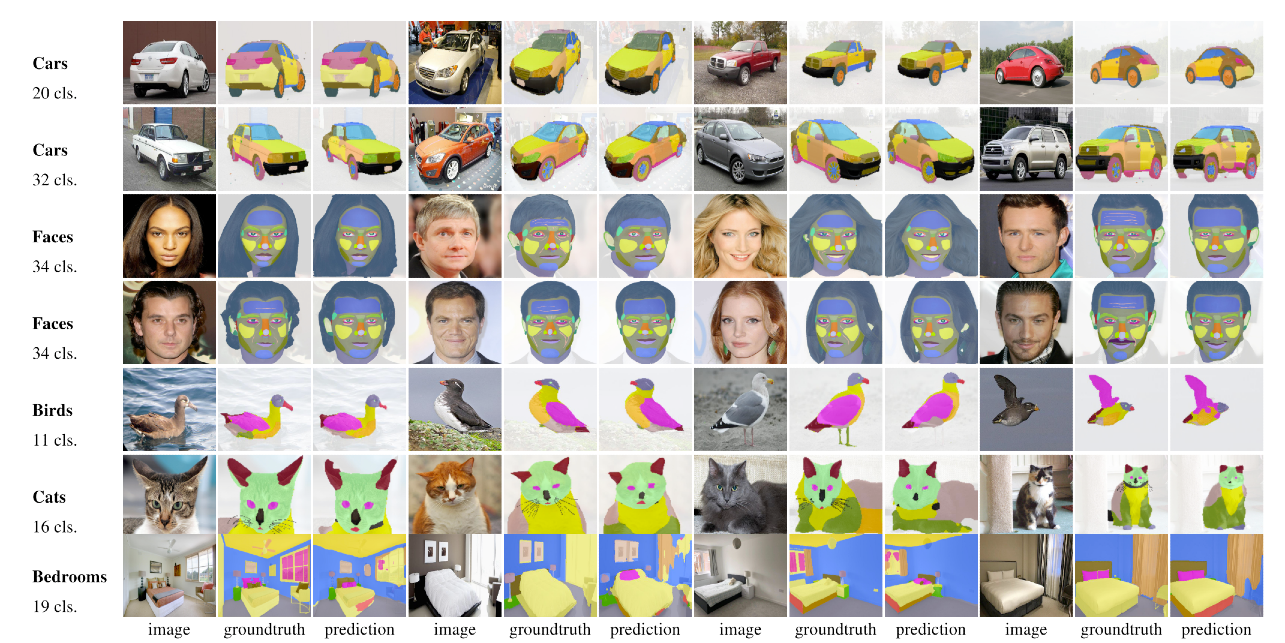 Cars
20 cls.
Cars
32 cls.
Faces
34 cls.
Faces
34 cls.
Birds
11 cls.
Cats
16 cls.
Bedrooms
19 cls.
image groundtruth prediction image groundtruth prediction image groundtruth prediction image groundtruth prediction